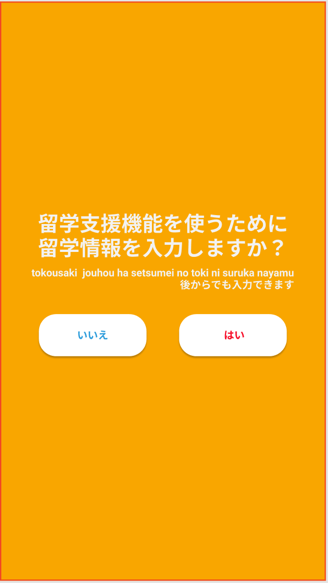 留学支援機能を使うために
留学情報を入力しますか？
tokousaki jouhou ha setsumei no toki ni suruka nayamu
後からでも入力できます
いいえ
はい